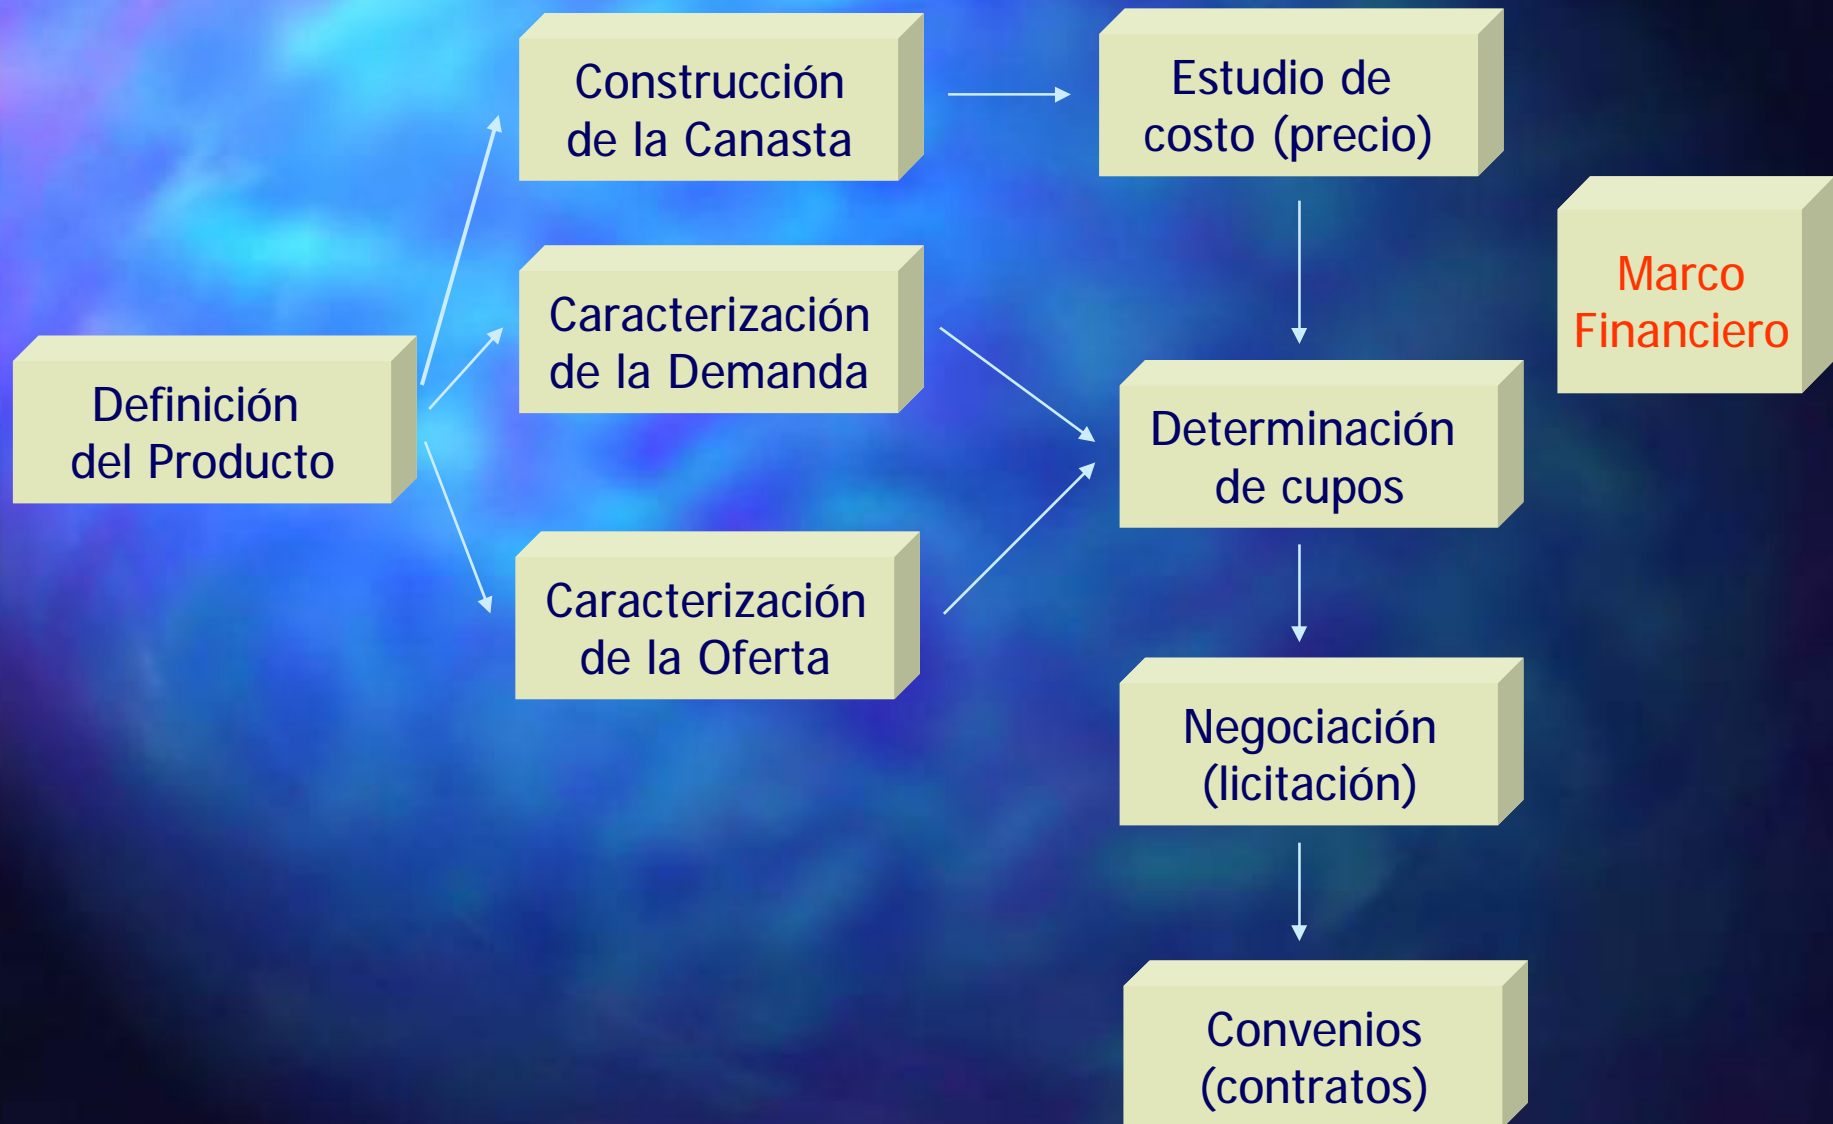 Construcción
de la Canasta
Estudio de
costo (precio)
Marco
Financiero
Caracterización
de la Demanda
Definición
del Producto
Determinación
de cupos
Caracterización
de la Oferta
Negociación
(licitación)
Convenios
(contratos)